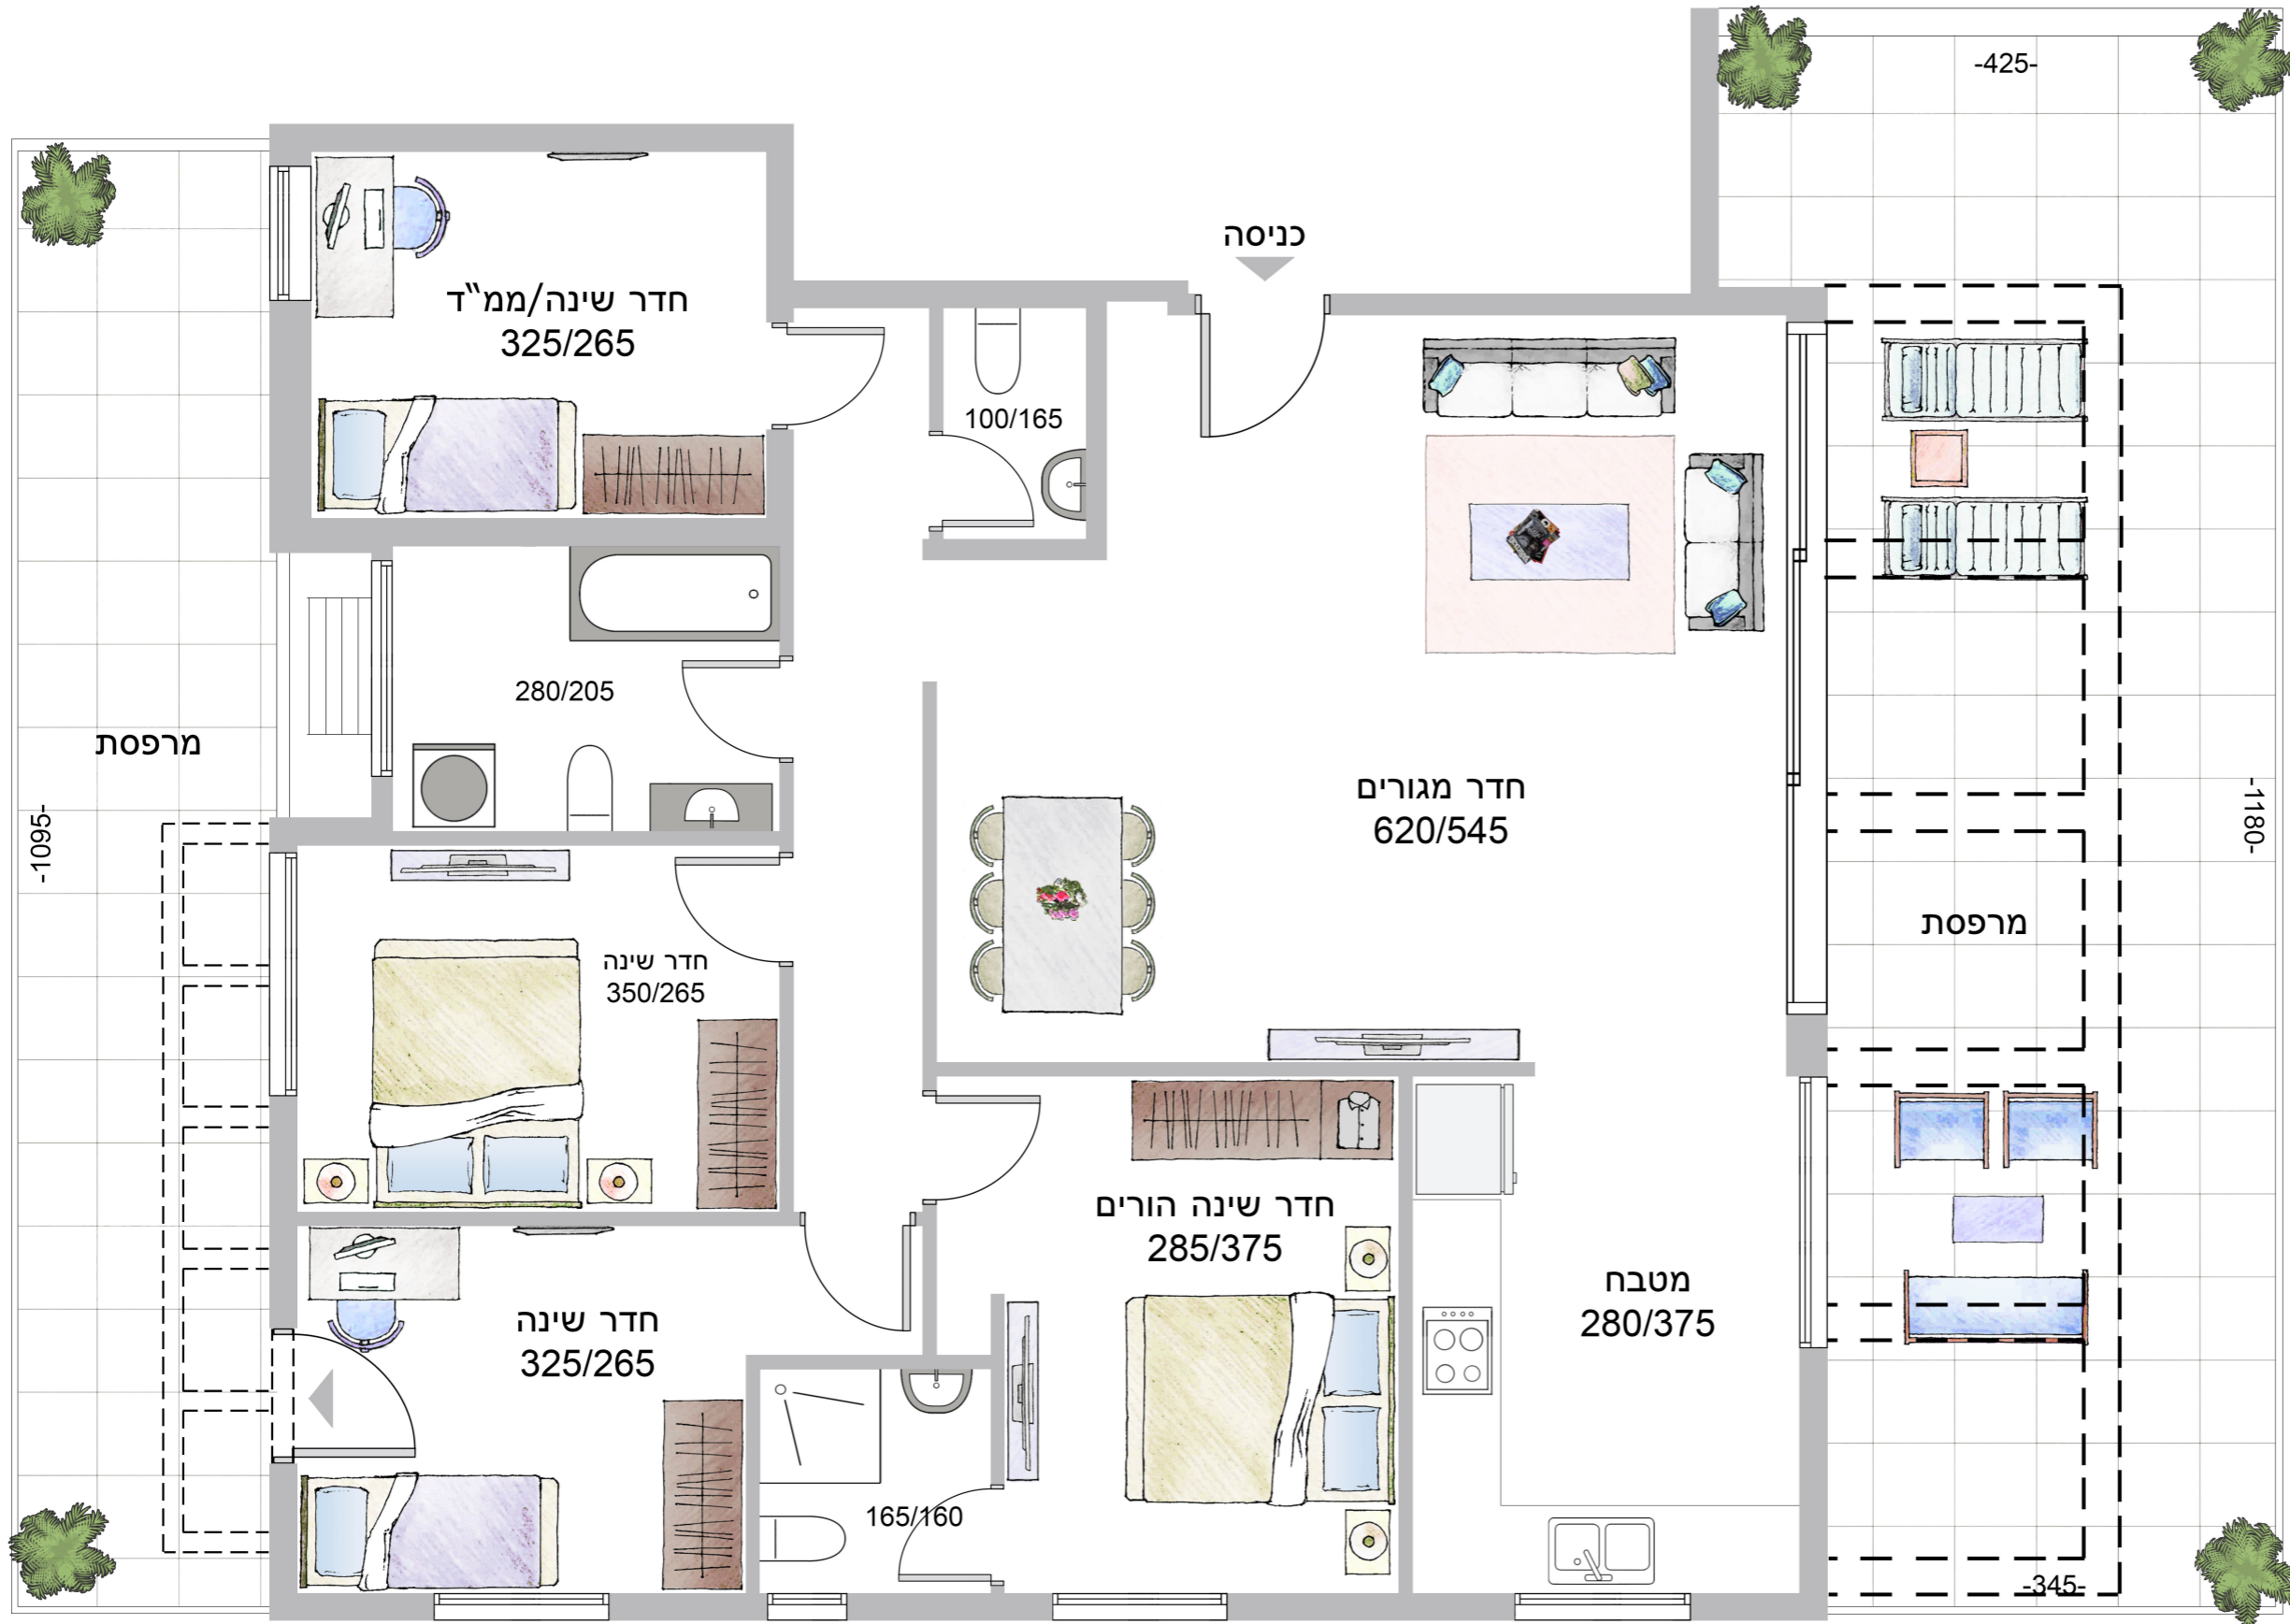 -425-
כניסה
חדר שינה/ממ"ד
325/265
100/165
280/205
מרפסת
-1095-
חדר מגורים
620/545
-1180-
מרפסת
חדר שינה
350/265
חדר שינה הורים
285/375
מטבח
280/375
חדר שינה
325/265
165/160
-345-